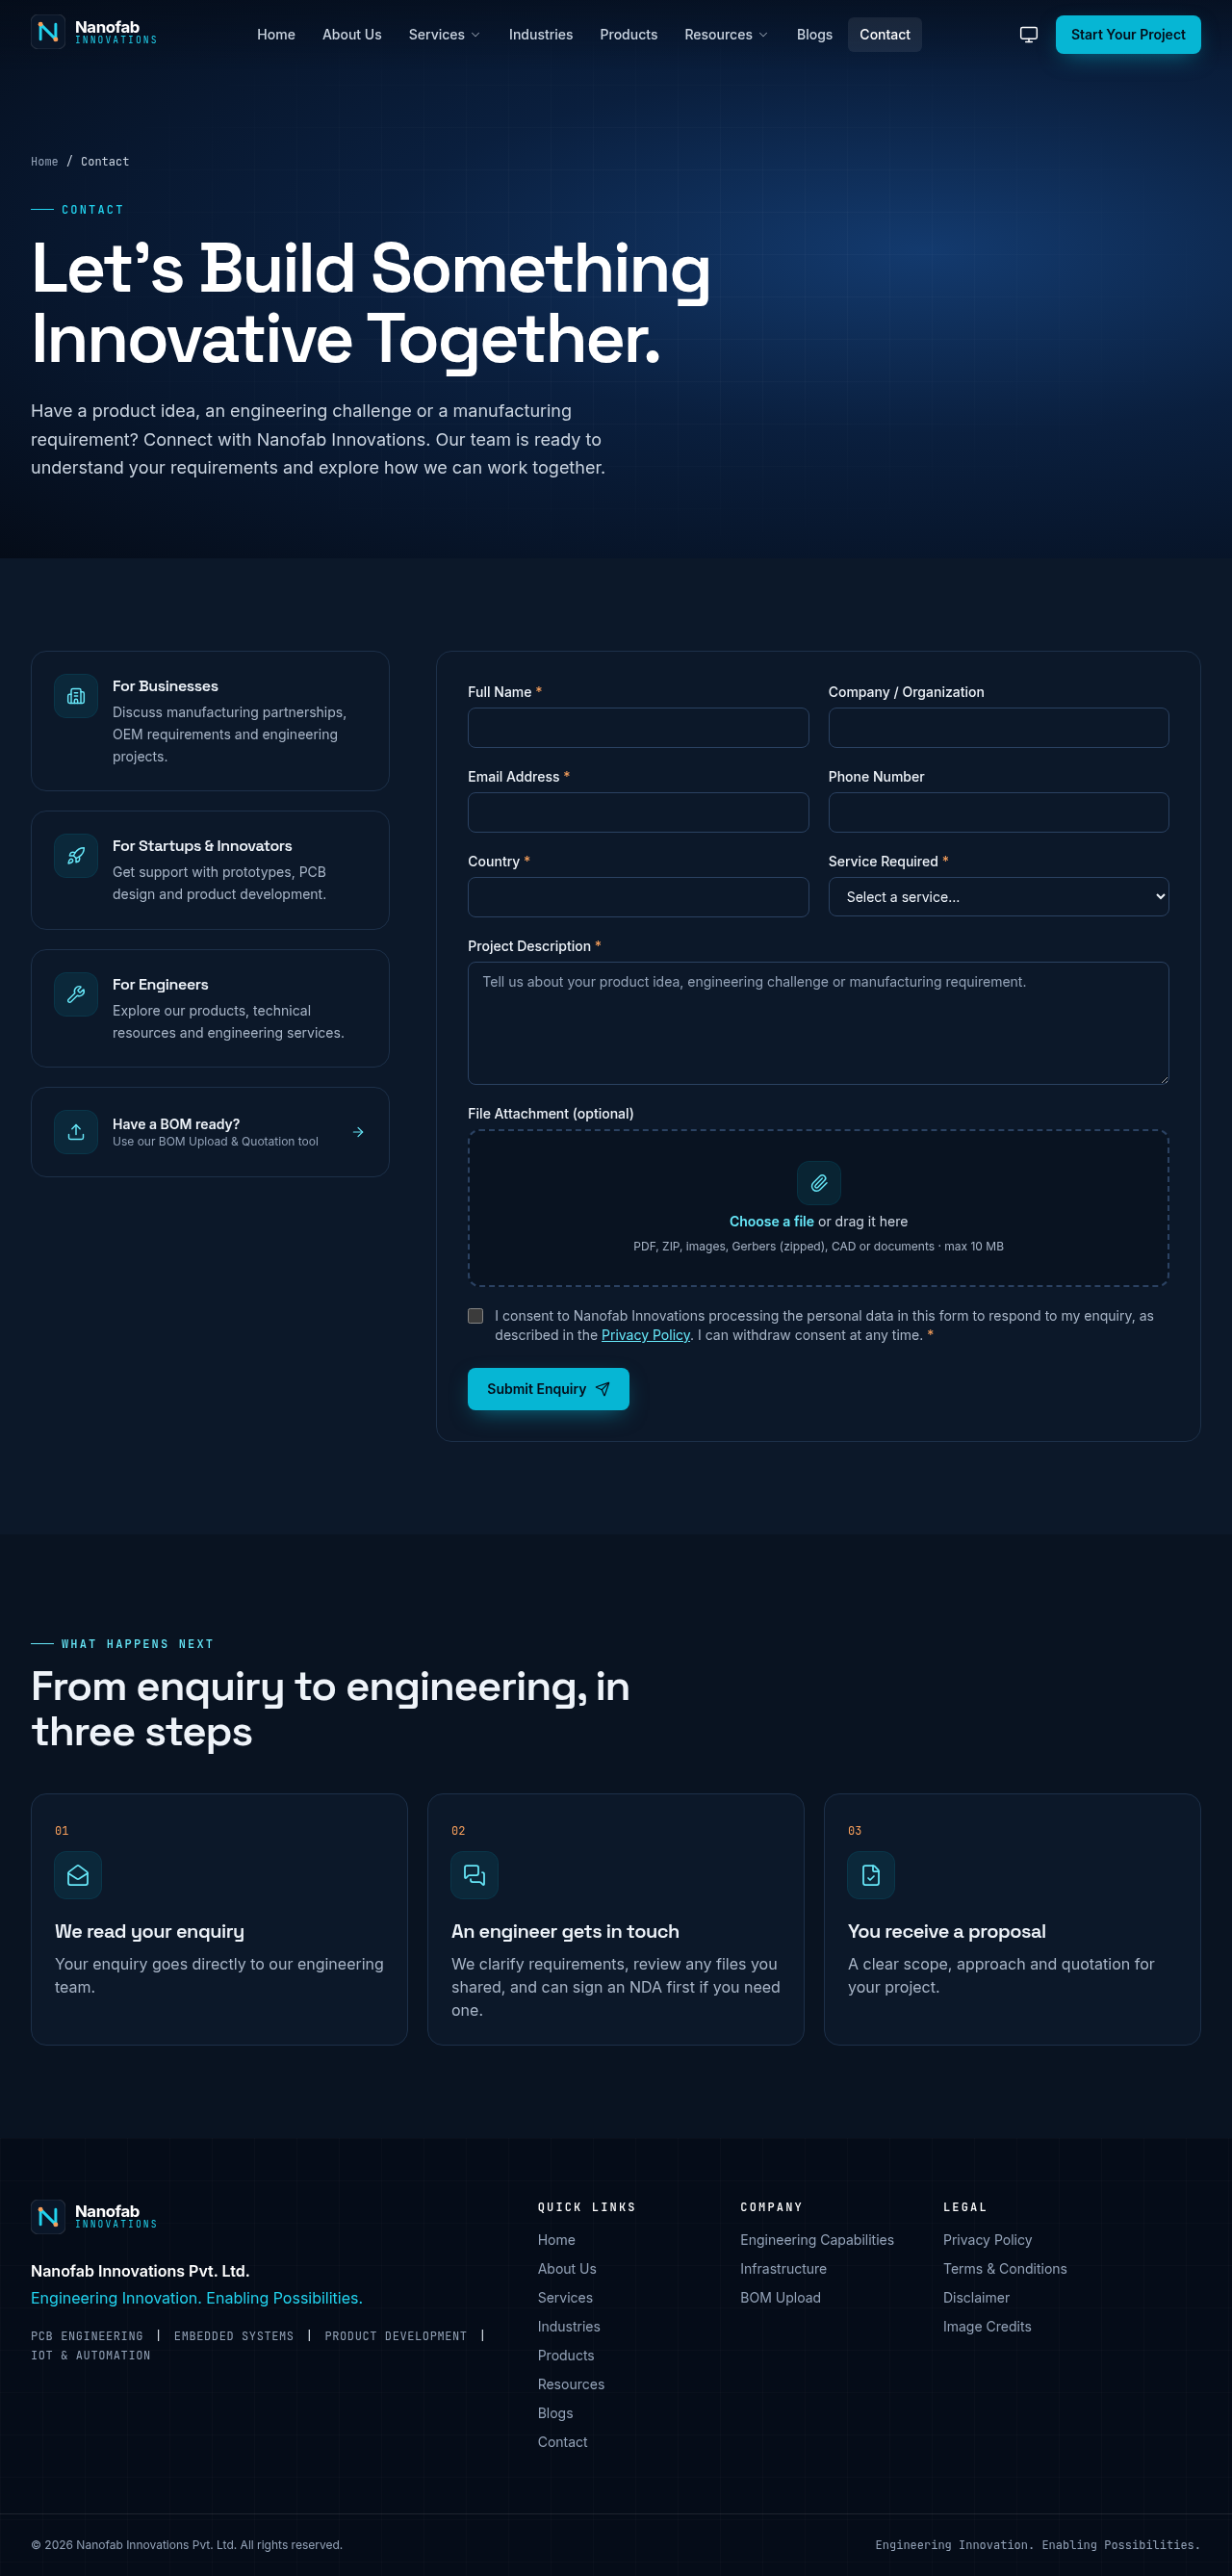 Nanofab
INNOVATIONS
Home
About Us
Services
Industries
Products
Resources
Blogs
Contact
Start Your Project
Home / Contact
CONTACT
Let’s Build Something
Innovative Together.
Have a product idea, an engineering challenge or a manufacturing
requirement? Connect with Nanofab Innovations. Our team is ready to
understand your requirements and explore how we can work together.
For Businesses
Discuss manufacturing partnerships,
OEM requirements and engineering
projects.
For Startups & Innovators
Get support with prototypes, PCB
design and product development.
For Engineers
Explore our products, technical
resources and engineering services.
Have a BOM ready?
Use our BOM Upload & Quotation tool
Full Name *
Company / Organization
Email Address *
Phone Number
Country *
Service Required *
Select a service...
Project Description *
Tell us about your product idea, engineering challenge or manufacturing requirement.
File Attachment (optional)
Choose a file or drag it here
PDF, ZIP, images, Gerbers (zipped), CAD or documents · max 10 MB
I consent to Nanofab Innovations processing the personal data in this form to respond to my enquiry, as
described in the Privacy Policy. I can withdraw consent at any time. *
Submit Enquiry
WHAT HAPPENS NEXT
From enquiry to engineering, in
three steps
01
We read your enquiry
Your enquiry goes directly to our engineering
team.
02
An engineer gets in touch
We clarify requirements, review any files you
shared, and can sign an NDA first if you need
one.
03
You receive a proposal
A clear scope, approach and quotation for
your project.
Nanofab
INNOVATIONS
Nanofab Innovations Pvt. Ltd.
Engineering Innovation. Enabling Possibilities.
PCB ENGINEERING | EMBEDDED SYSTEMS | PRODUCT DEVELOPMENT |
IOT & AUTOMATION
QUICK LINKS
Home
About Us
Services
Industries
Products
Resources
Blogs
Contact
COMPANY
Engineering Capabilities
Infrastructure
BOM Upload
LEGAL
Privacy Policy
Terms & Conditions
Disclaimer
Image Credits
© 2026 Nanofab Innovations Pvt. Ltd. All rights reserved.
Engineering Innovation. Enabling Possibilities.